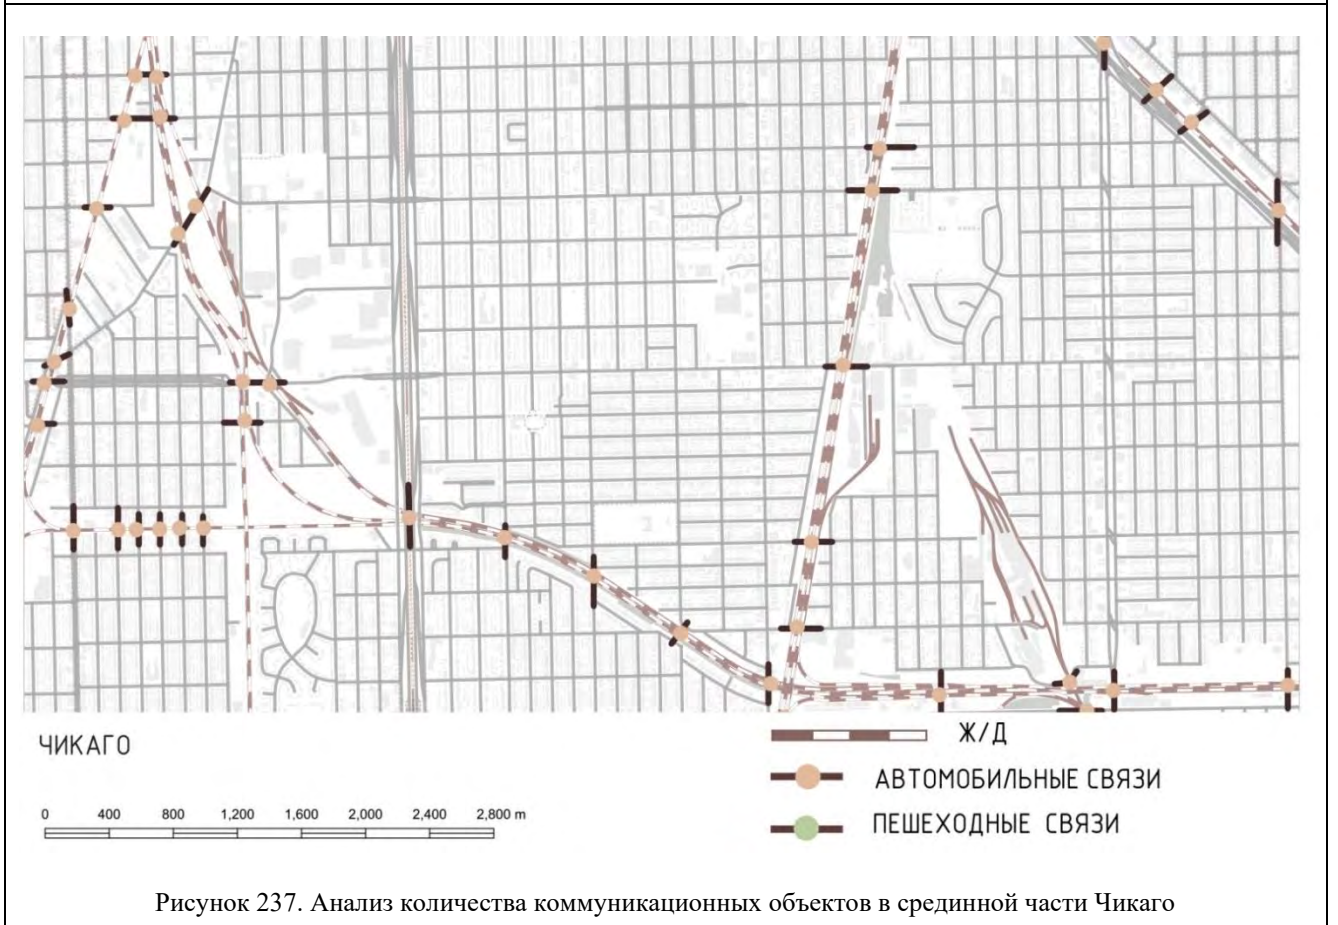 ЧИКАГО
Ж/Д
АВТОМОБИЛЬНЫЕ СВЯЗИ
ПЕШЕХОДНЫЕ СВЯЗИ
0 400 800 1,200 1,600 2,000 2,400 2,800 m
Рисунок 237. Анализ количества коммуникационных объектов в срединной части Чикаго